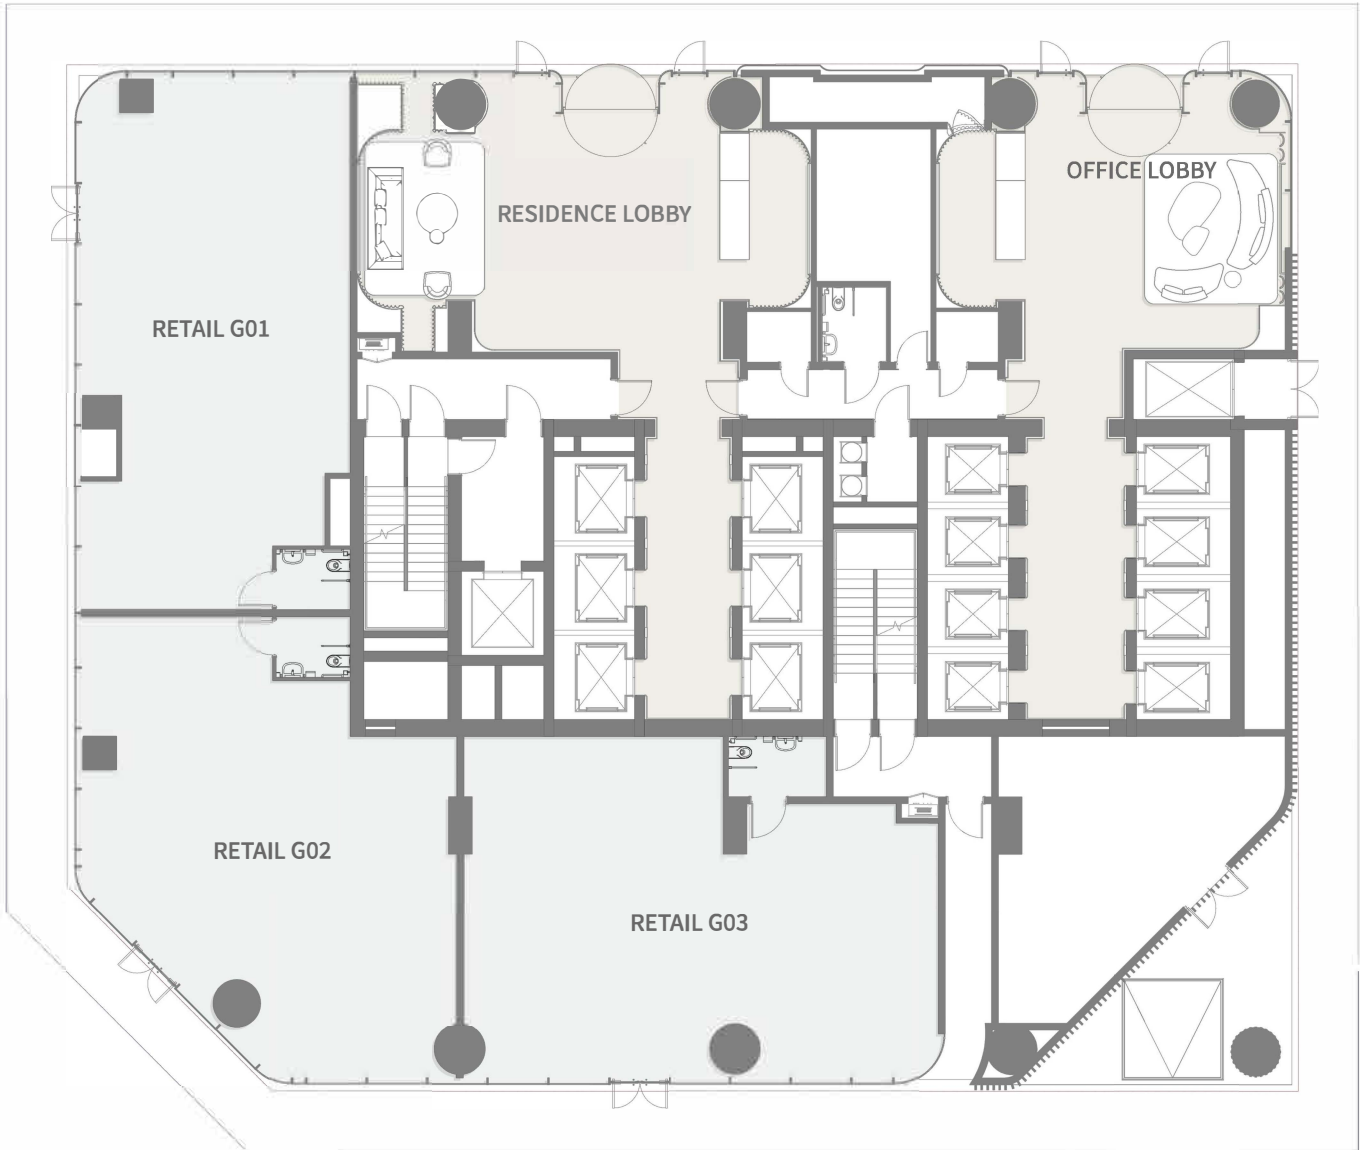 OFFICE LOBBY
RESIDENCE LOBBY
RETAIL G01
RETAIL G02
RETAIL G03